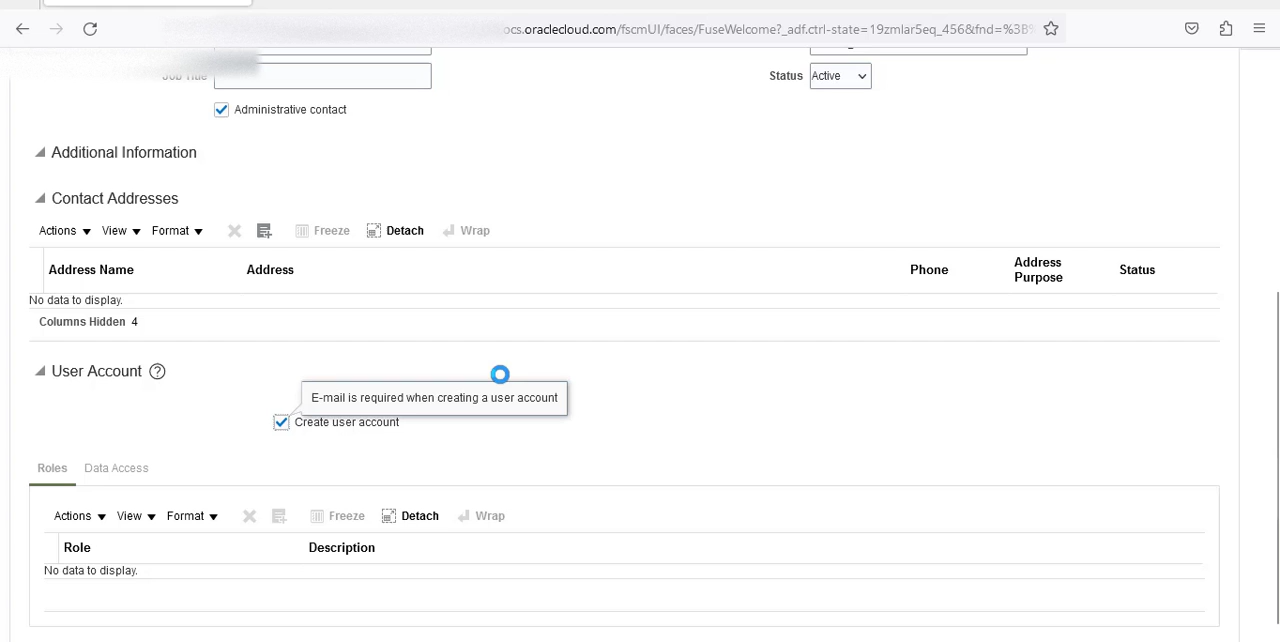 ocs.oraclecloud.com/fscmUI/faces/FuseWelcome?_adf.ctrl-state=19zmlar5eq_456&fnd=%3B%
Job Title
Status Active
Administrative contact
Additional Information
Contact Addresses
Actions View Format Freeze Detach Wrap
Address Name Address Phone Address Purpose Status
No data to display.
Columns Hidden 4
User Account ?
E-mail is required when creating a user account
Create user account
Roles Data Access
Actions View Format Freeze Detach Wrap
Role Description
No data to display.